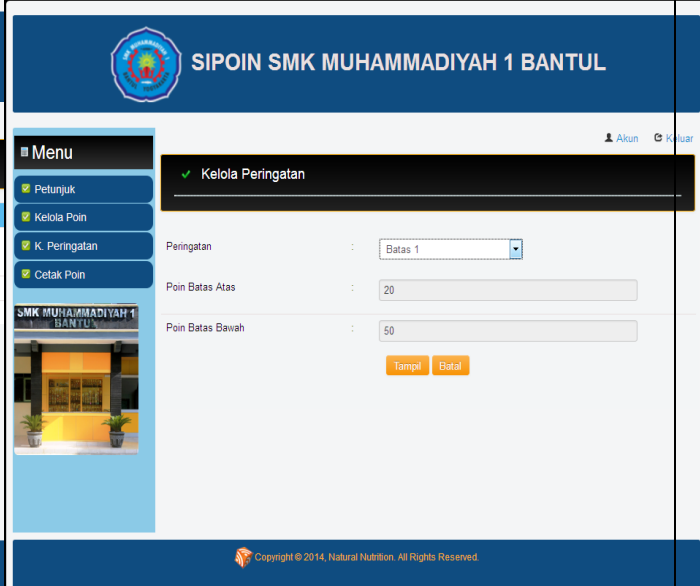 SIPOIN SMK MUHAMMADIYAH 1 BANTUL
Akun Keluar
Menu
Petunjuk
Kelola Poin
K. Peringatan
Cetak Poin
SMK MUHAMMADIYAH 1
BANTUL
Kelola Peringatan
Peringatan : Batas 1
Poin Batas Atas : 20
Poin Batas Bawah : 50
Tampil Batal
Copyright © 2014, Natural Nutrition. All Rights Reserved.